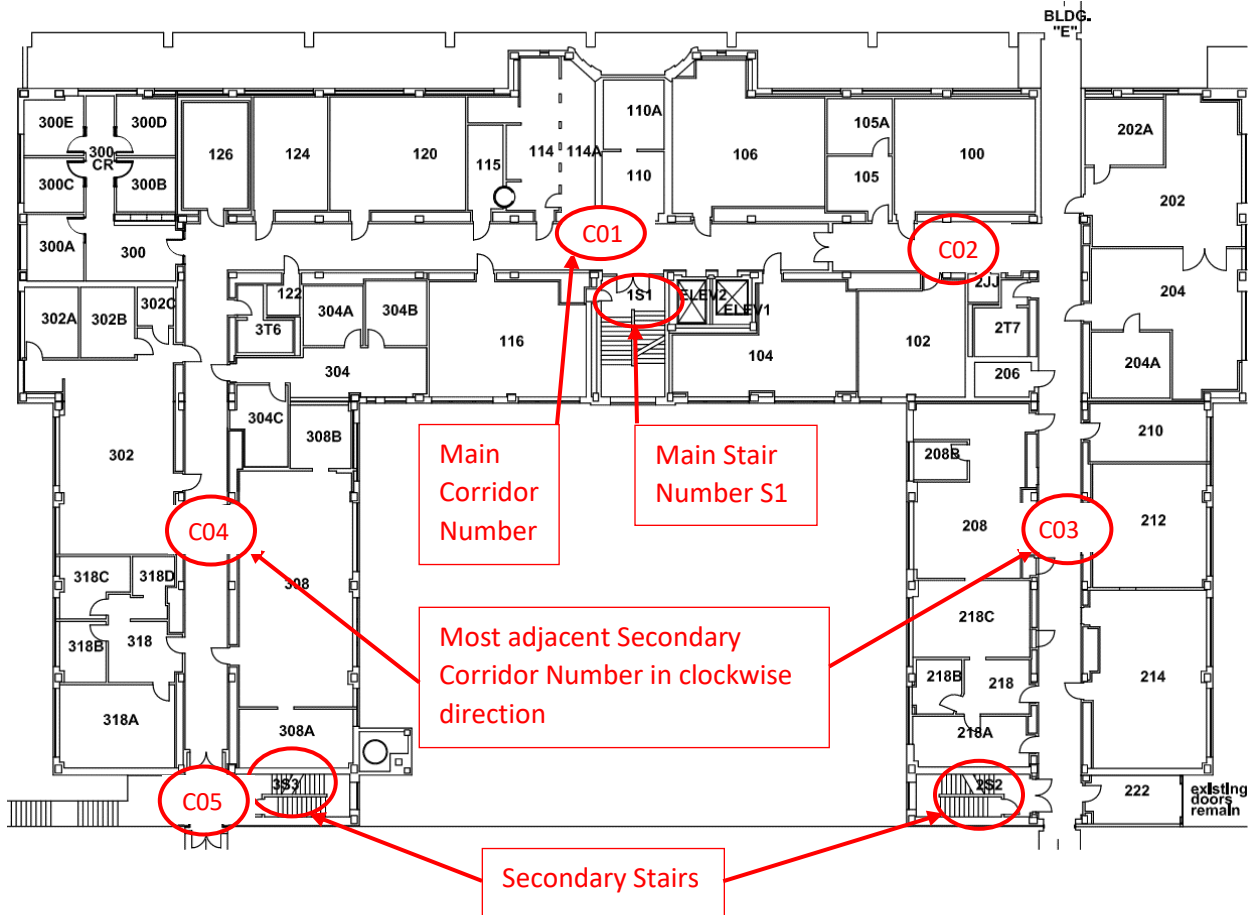 BLDG.
"E"
300E
300D
300
CR
300C
300B
300A
300
126
124
120
115
114
114A
110A
110
106
105A
105
100
202A
202
C01
C02
302A
302B
302C
122
3T6
304A
304B
304
116
1S1
ELEV2
ELEV1
104
102
2JJ
2T7
206
204
204A
302
304C
308B
Main
Corridor
Number
Main Stair
Number S1
208B
208
210
212
C04
C03
308
318C
318D
318B
318
318A
308A
Most adjacent Secondary
Corridor Number in clockwise
direction
218C
218B
218
218A
214
C05
3S3
2S2
222
existing
doors
remain
Secondary Stairs